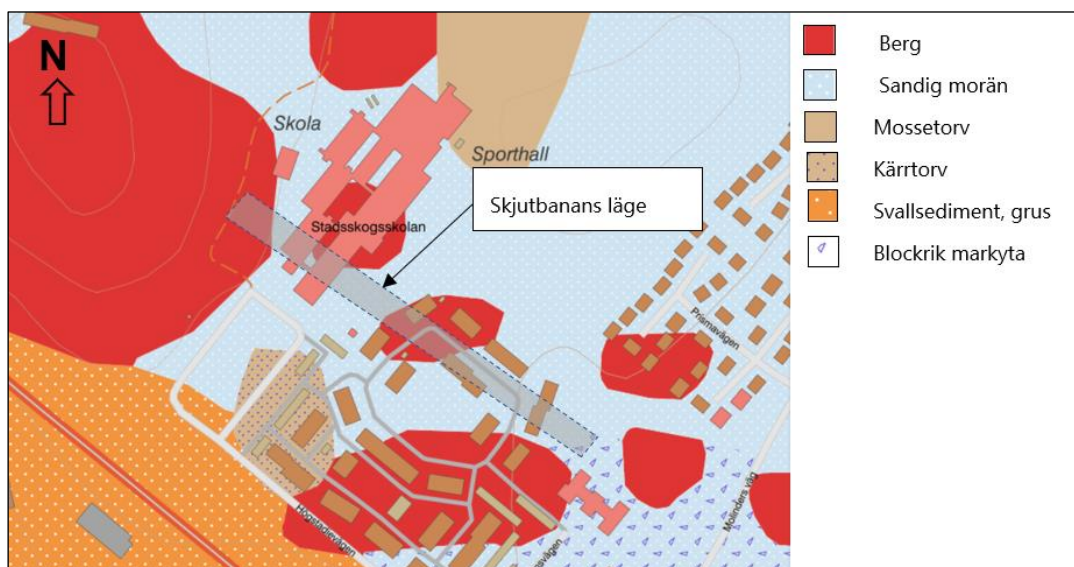 N
Skola
Sporthall
Stadsskogsskolan
Skjutbanans läge
Prismavägen
Högstadievägen
Molinders väg
Berg
Sandig morän
Mossetorv
Kärrtorv
Svallsediment, grus
Blockrik markyta